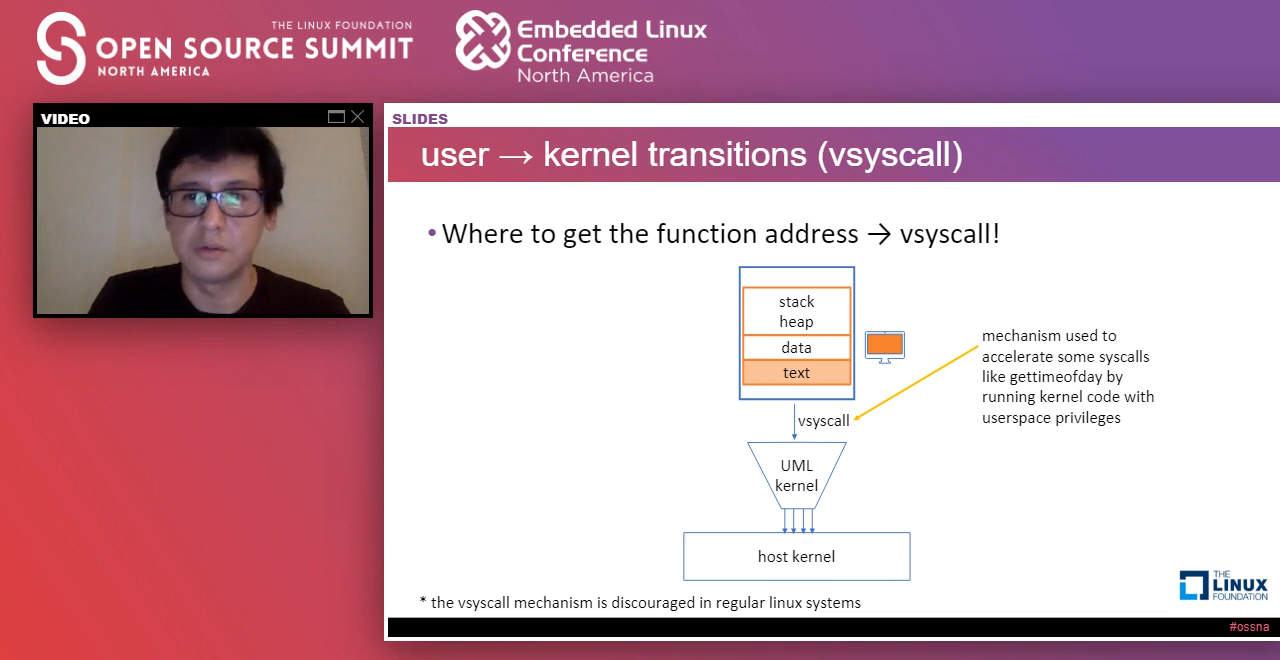 THE LINUX FOUNDATION
OPEN SOURCE SUMMIT
NORTH AMERICA
Embedded Linux
Conference
North America
VIDEO
SLIDES
user → kernel transitions (vsyscall)
• Where to get the function address → vsyscall!
stack
heap
data
text
mechanism used to
accelerate some syscalls
like gettimeofday by
running kernel code with
userspace privileges
vsyscall
UML
kernel
host kernel
* the vsyscall mechanism is discouraged in regular linux systems
THE
LINUX
FOUNDATION
#ossna